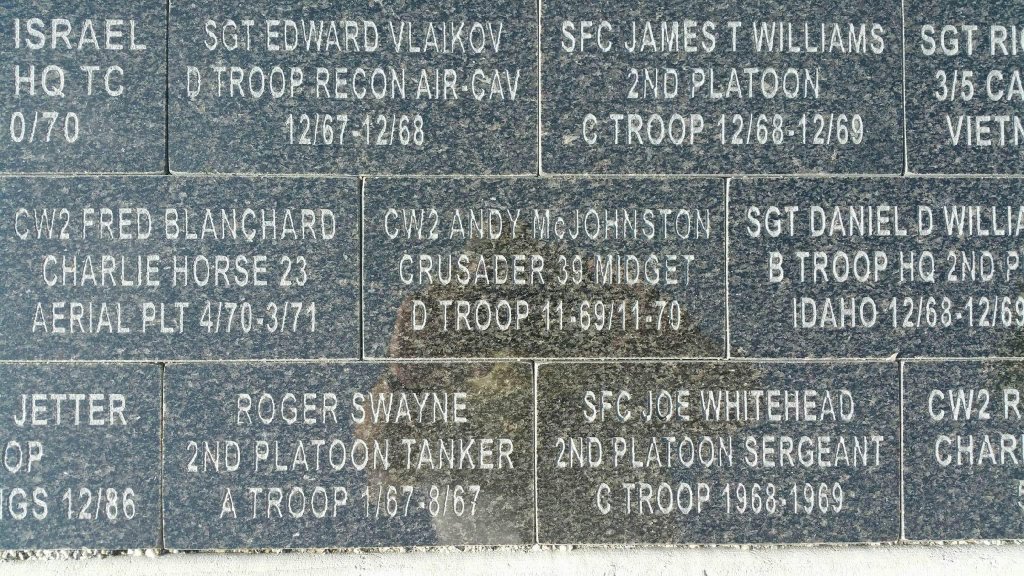 ISRAEL
HQ TC
0/70
SGT EDWARD VLAIKOV
D TROOP RECON AIR-CAV
12/67-12/68
SFC JAMES T WILLIAMS
2ND PLATOON
C TROOP 12/68-12/69
SGT RIC
3/5 CA
VIETN
CW2 FRED BLANCHARD
CHARLIE HORSE 23
AERIAL PLT 4/70-3/71
CW2 ANDY McJOHNSTON
CRUSADER 39 MIDGET
D TROOP 11-69/11-70
SGT DANIEL D WILLIA
B TROOP HQ 2ND P
IDAHO 12/68-12/69
JETTER
OP
NGS 12/86
ROGER SWAYNE
2ND PLATOON TANKER
A TROOP 1/67-8/67
SFC JOE WHITEHEAD
2ND PLATOON SERGEANT
C TROOP 1968-1969
CW2 R
CHAR
5